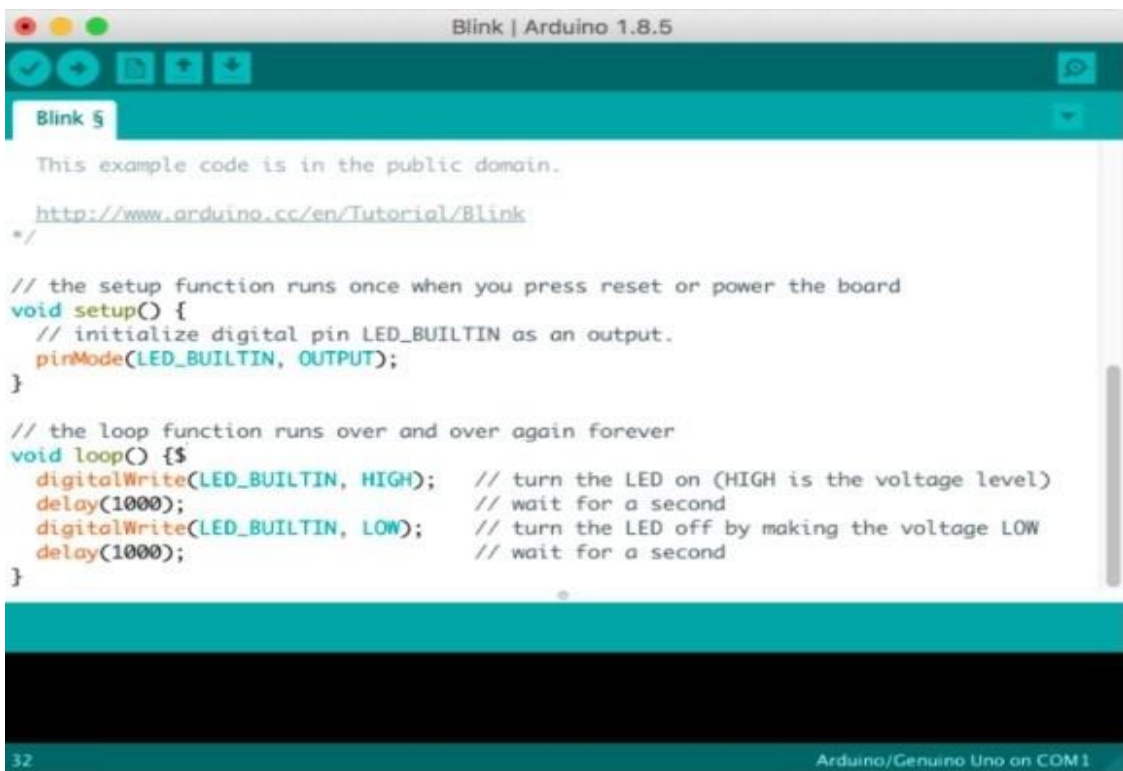 Blink | Arduino 1.8.5
Blink §
This example code is in the public domain.
http://www.arduino.cc/en/Tutorial/Blink
*/
// the setup function runs once when you press reset or power the board
void setup() {
// initialize digital pin LED_BUILTIN as an output.
pinMode(LED_BUILTIN, OUTPUT);
}
// the loop function runs over and over again forever
void loop() {$
digitalWrite(LED_BUILTIN, HIGH); // turn the LED on (HIGH is the voltage level)
delay(1000); // wait for a second
digitalWrite(LED_BUILTIN, LOW); // turn the LED off by making the voltage LOW
delay(1000); // wait for a second
}
32 Arduino/Genuino Uno on COM1